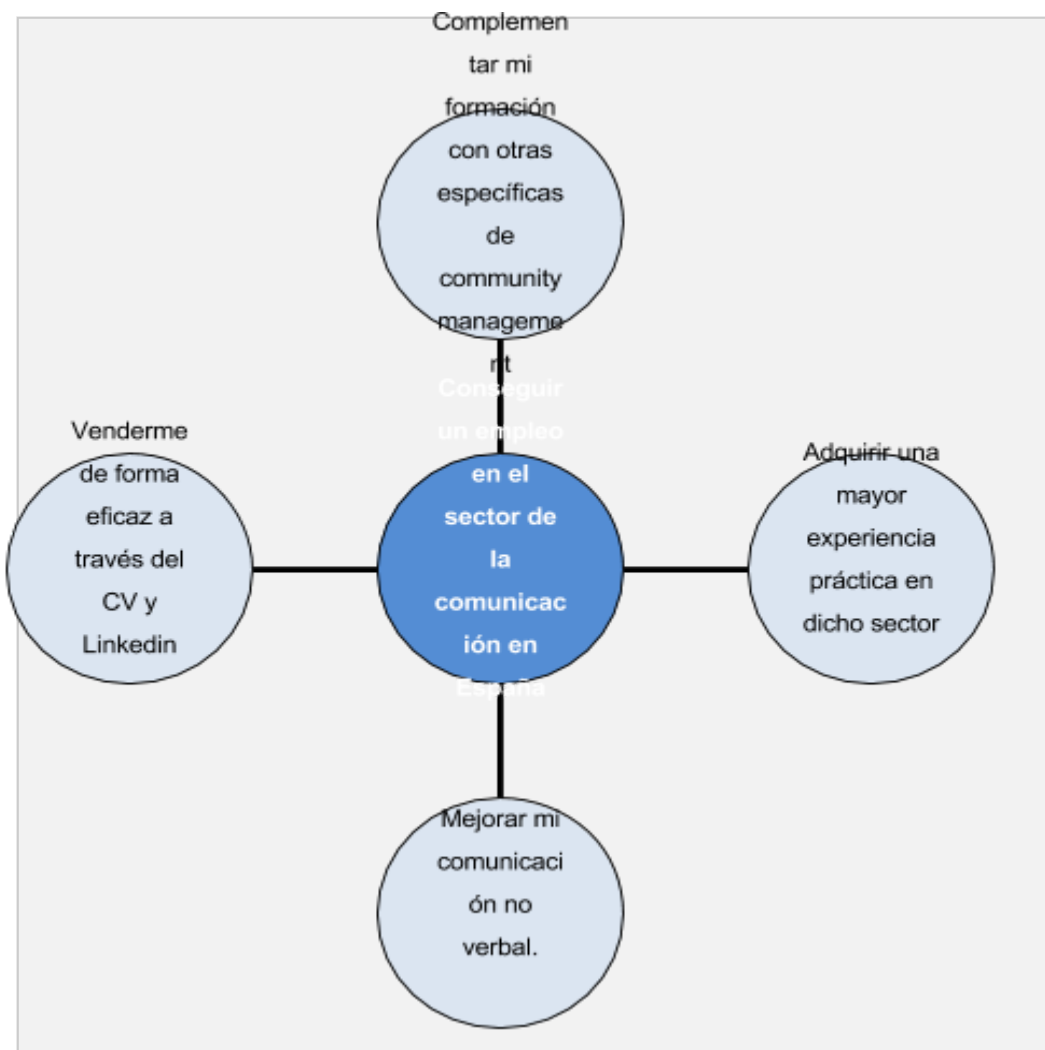 Complemen
tar mi
formación
con otras
específicas
de
community
manageme
nt
Conseguir
un empleo
en el
sector de
la
comunicac
ión en
España
Venderme
de forma
eficaz a
través del
CV y
Linkedin
Adquirir una
mayor
experiencia
práctica en
dicho sector
Mejorar mi
comunicaci
ón no
verbal.